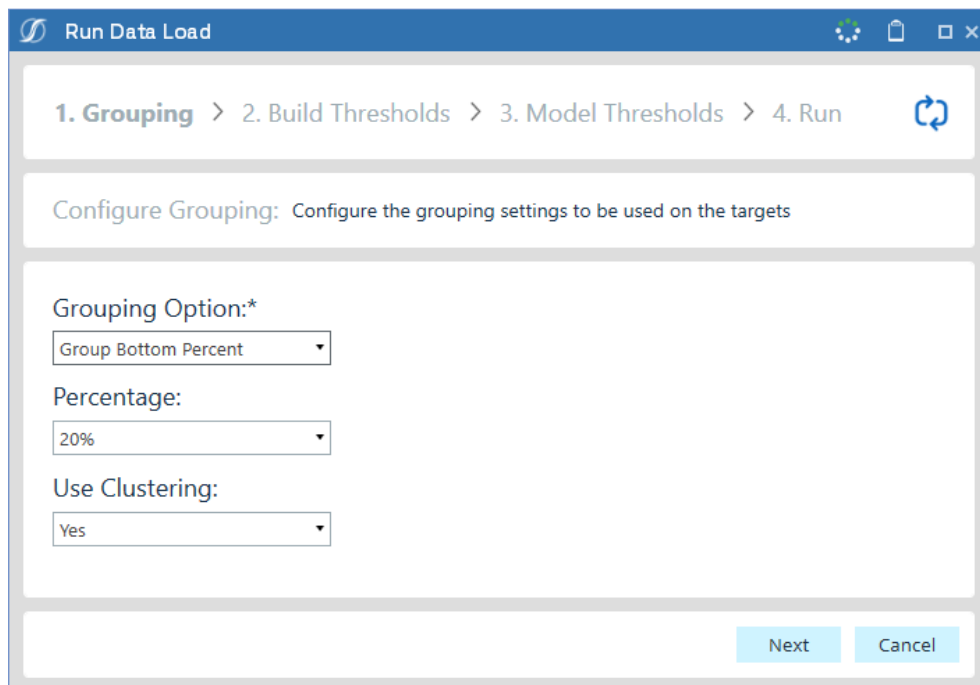 Run Data Load
1. Grouping > 2. Build Thresholds > 3. Model Thresholds > 4. Run
Configure Grouping: Configure the grouping settings to be used on the targets
Grouping Option:*
Group Bottom Percent
Percentage:
20%
Use Clustering:
Yes
Next Cancel